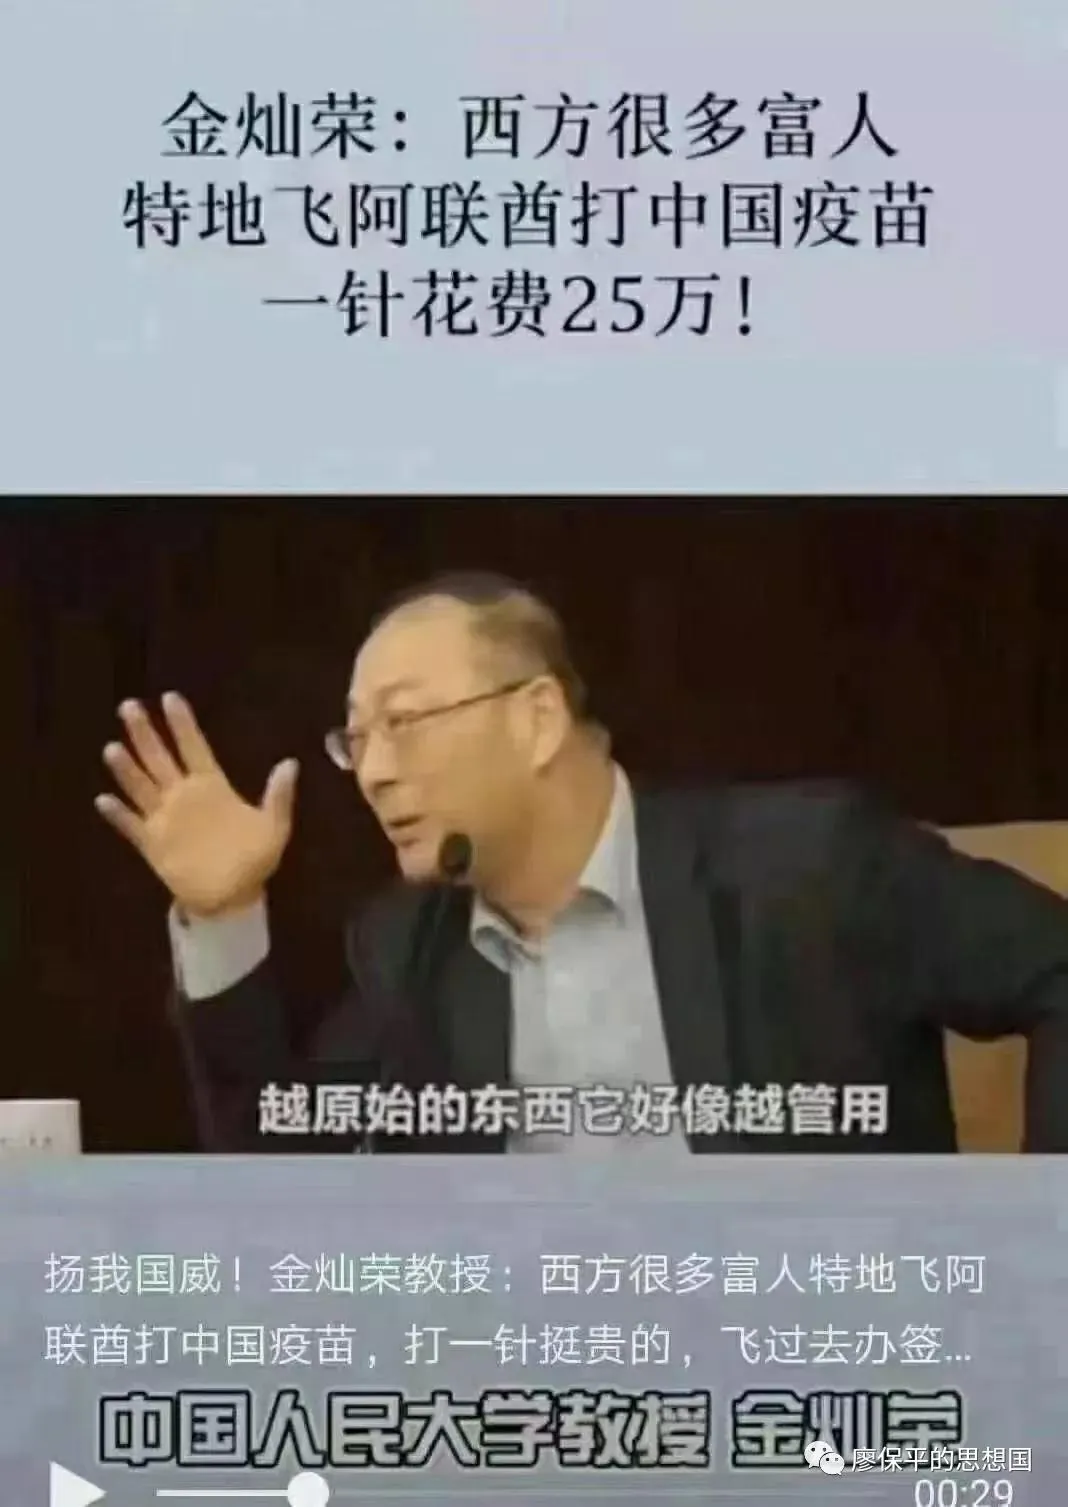 金灿荣：西方很多富人
特地飞阿联酋打中国疫苗
一针花费25万！
越原始的东西它好像越管用
扬我国威！金灿荣教授：西方很多富人特地飞阿
联酋打中国疫苗，打一针挺贵的，飞过去办签...
中国人民大学教授 金灿荣
廖保平的思想国
00:29